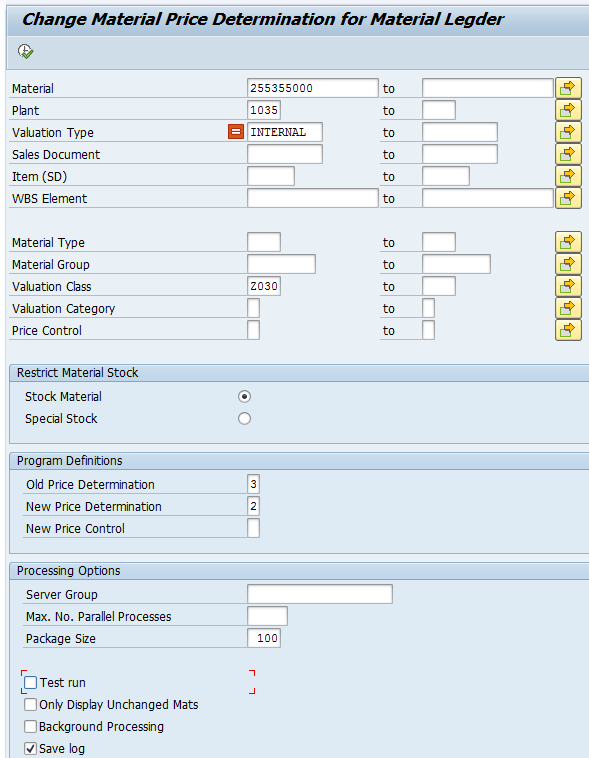 Change Material Price Determination for Material Legder
Material 255355000 to
Plant 1035 to
Valuation Type = INTERNAL to
Sales Document to
Item (SD) to
WBS Element to
Material Type to
Material Group to
Valuation Class Z030 to
Valuation Category to
Price Control to
Restrict Material Stock
Stock Material
Special Stock
Program Definitions
Old Price Determination 3
New Price Determination 2
New Price Control
Processing Options
Server Group
Max. No. Parallel Processes
Package Size 100
Test run
Only Display Unchanged Mats
Background Processing
Save log